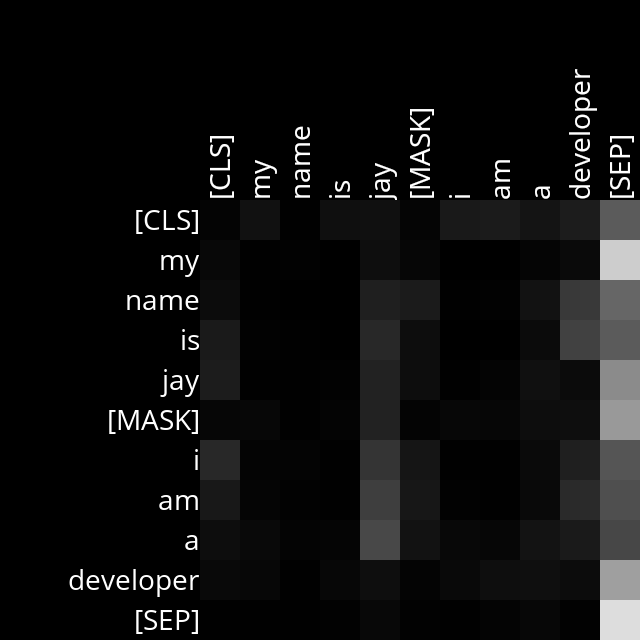 [CLS]
my
name
is
jay
[MASK]
i
am
a
developer
[SEP]
[CLS]
my
name
is
jay
[MASK]
i
am
a
developer
[SEP]